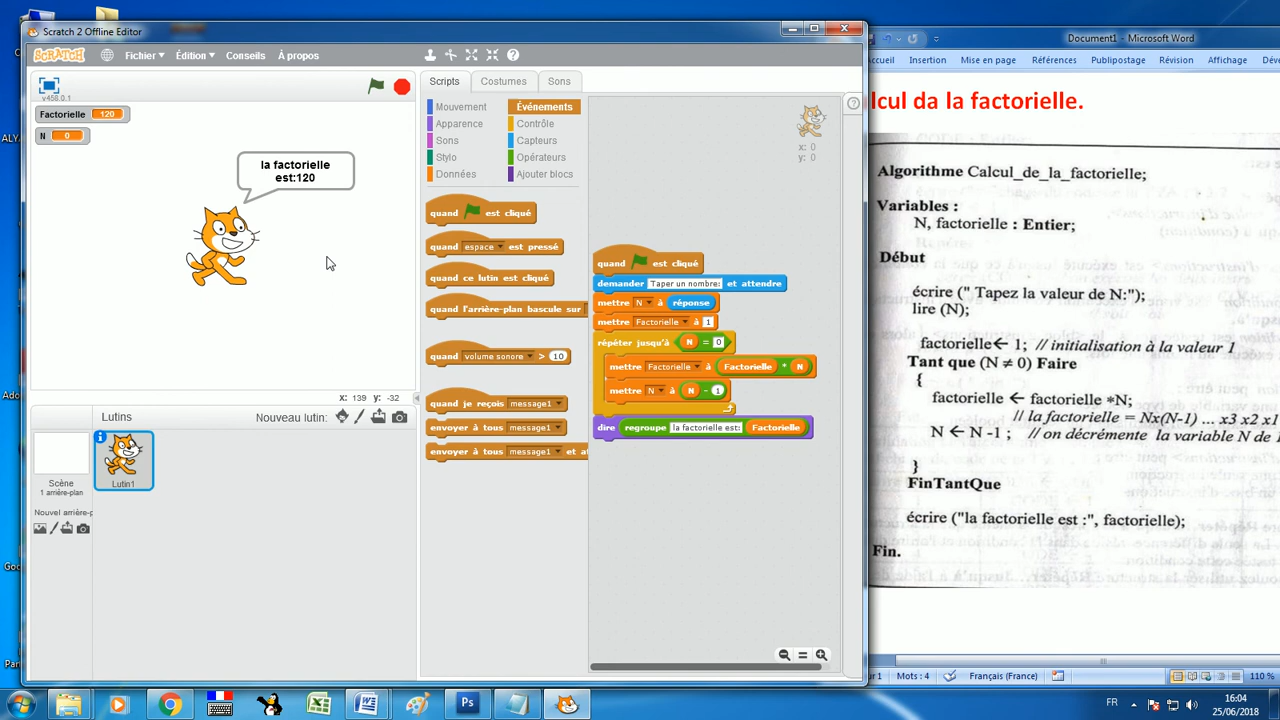 Scratch 2 Offline Editor
SCRATCH
Fichier
Édition
Conseils
À propos
v458.0.1
Factorielle 120
N 0
la factorielle
est:120
x: 139 y: -32
Lutins
Nouveau lutin:
Scène
1 arrière-plan
Nouvel arrière-p
Lutin1
Scripts
Costumes
Sons
Mouvement
Événements
Apparence
Contrôle
Sons
Capteurs
Stylo
Opérateurs
Données
Ajouter blocs
quand est cliqué
quand espace est pressé
quand ce lutin est cliqué
quand l'arrière-plan bascule sur
quand volume sonore > 10
quand je reçois message1
envoyer à tous message1
envoyer à tous message1 et at
x: 0
y: 0
quand est cliqué
demander Taper un nombre: et attendre
mettre N à réponse
mettre Factorielle à 1
répéter jusqu'à N = 0
mettre Factorielle à Factorielle * N
mettre N à N - 1
dire regroupe la factorielle est: Factorielle
Document1 - Microsoft Word
Accueil
Insertion
Mise en page
Références
Publipostage
Révision
Affichage
lcul da la factorielle.
Algorithme Calcul_de_la_factorielle;
Variables :
N, factorielle : Entier;
Début
écrire (" Tapez la valeur de N:");
lire (N);
factorielle← 1; // initialisation à la valeur 1
Tant que (N ≠ 0) Faire
{
factorielle ← factorielle *N;
// la factorielle = Nx(N-1) ... x3 x2 x1
N ← N -1 ; // on décrémente la variable N de 1
}
FinTantQue
écrire ("la factorielle est :", factorielle);
Fin.
Mots : 4
Français (France)
110 %
FR
16:04
25/06/2018